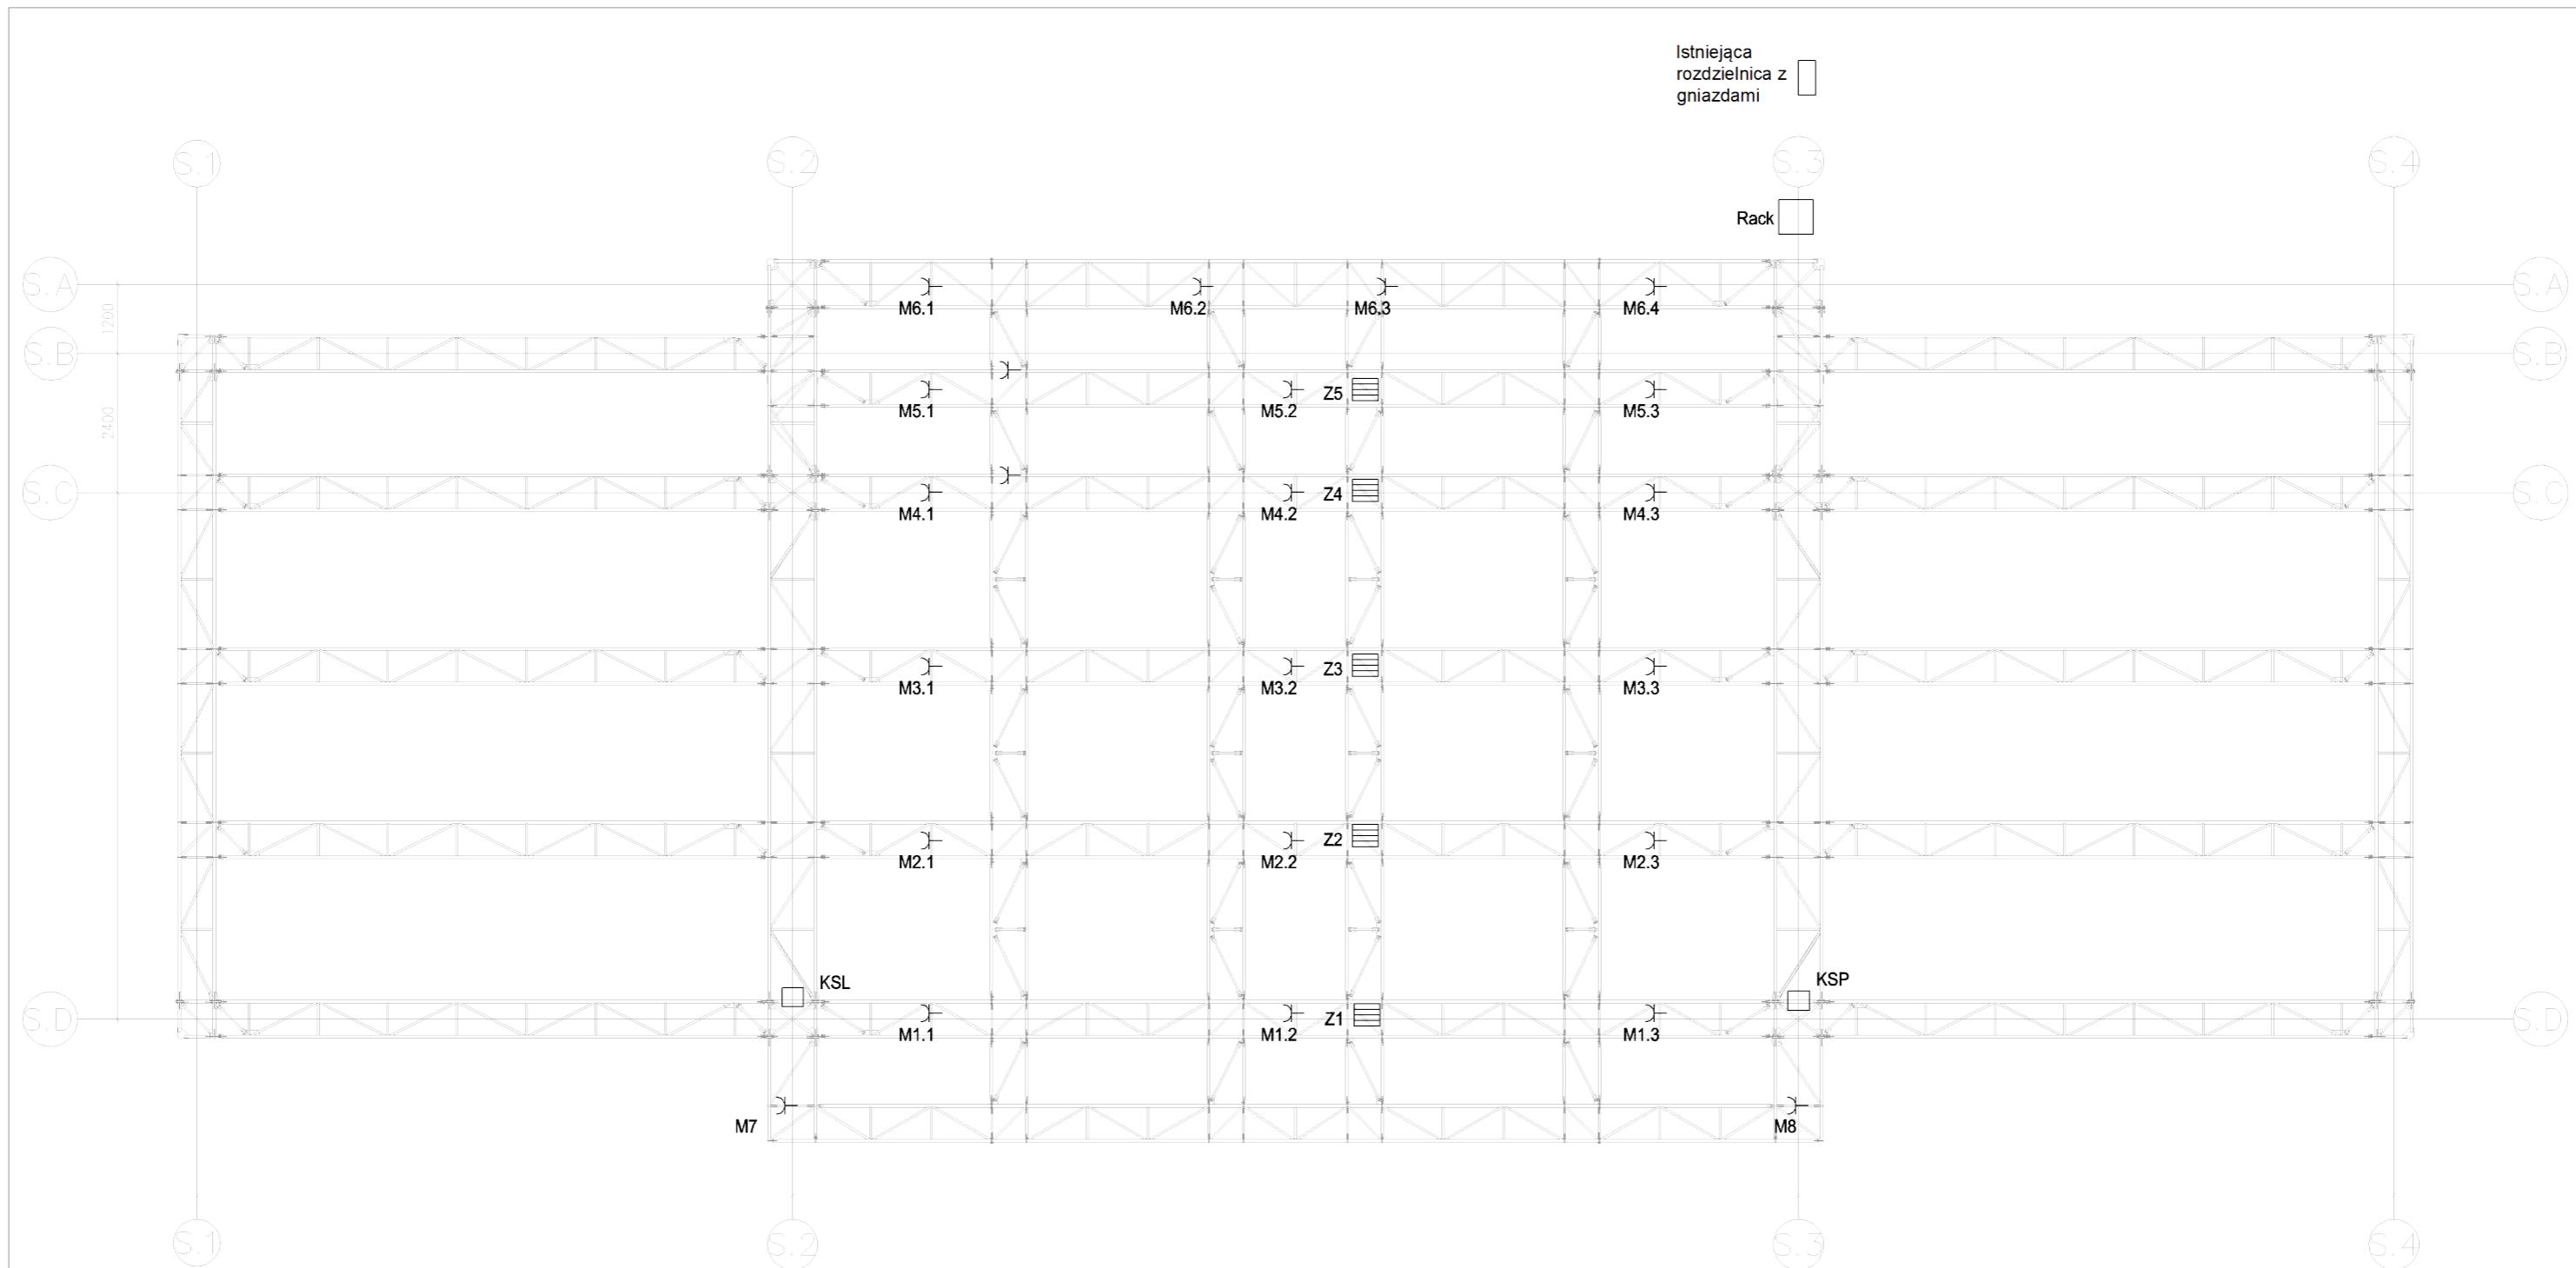 Istniejąca
rozdzielnica z
gniazdami
S.1
S.2
S.3
S.4
Rack
S.A
S.A
M6.1
M6.2
M6.3
M6.4
1200
S.B
S.B
M5.1
M5.2
Z5
M5.3
2400
S.C
S.C
M4.1
M4.2
Z4
M4.3
M3.1
M3.2
Z3
M3.3
M2.1
M2.2
Z2
M2.3
KSL
KSP
S.D
S.D
M1.1
M1.2
Z1
M1.3
M7
M8
S.1
S.2
S.3
S.4